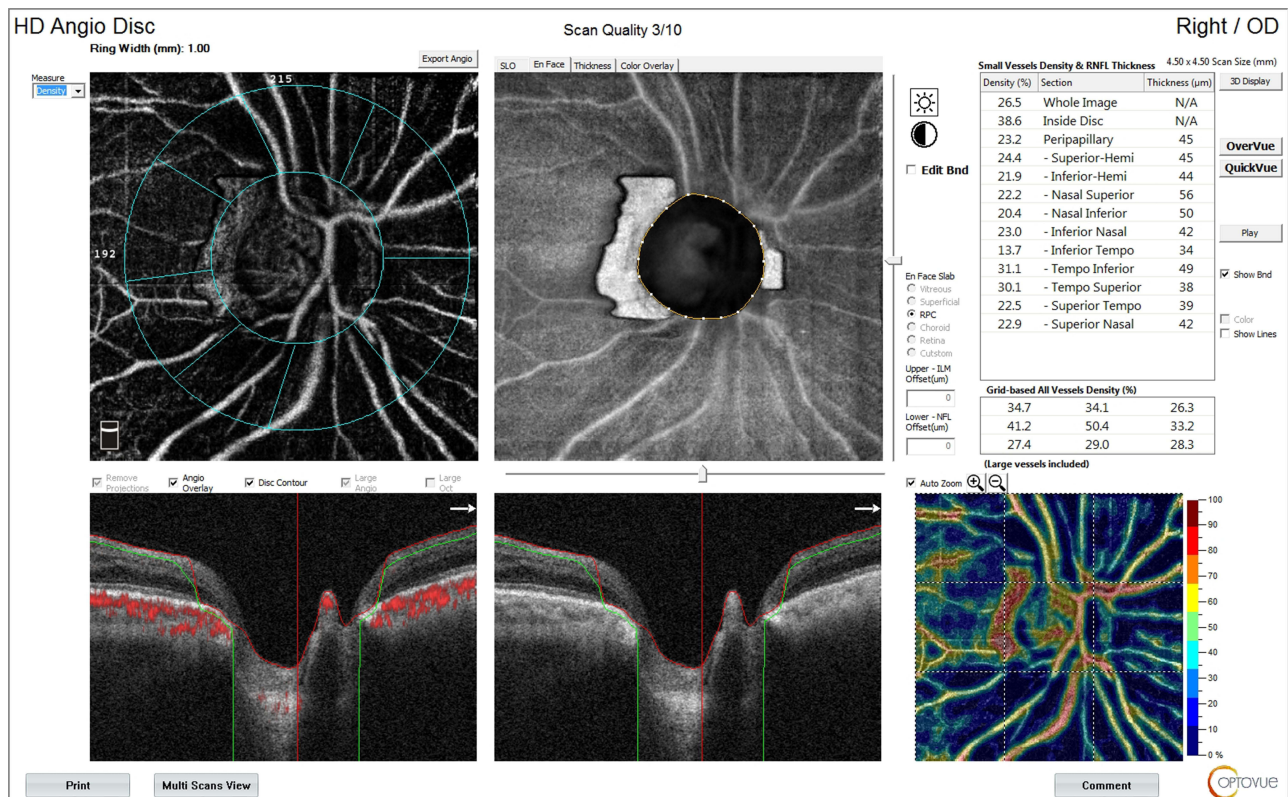 HD Angio Disc
Scan Quality 3/10
Right / OD
Ring Width (mm): 1.00
Export Angio
Measure
Density
215
192
SLO En Face Thickness Color Overlay
Edit Bnd
En Face Slab
Vitreous
Superficial
RPC
Choroid
Retina
Cutstom
Upper - ILM
Offset(um)
0
Lower - NFL
Offset(um)
0
Small Vessels Density & RNFL Thickness 4.50 x 4.50 Scan Size (mm)
Density (%) Section Thickness (µm)
26.5 Whole Image N/A
38.6 Inside Disc N/A
23.2 Peripapillary 45
24.4 - Superior-Hemi 45
21.9 - Inferior-Hemi 44
22.2 - Nasal Superior 56
20.4 - Nasal Inferior 50
23.0 - Inferior Nasal 42
13.7 - Inferior Tempo 34
31.1 - Tempo Inferior 49
30.1 - Tempo Superior 38
22.5 - Superior Tempo 39
22.9 - Superior Nasal 42
3D Display
OverVue
QuickVue
Play
Show Bnd
Color
Show Lines
Grid-based All Vessels Density (%)
34.7 34.1 26.3
41.2 50.4 33.2
27.4 29.0 28.3
(Large vessels included)
Remove
Projections
Angio
Overlay
Disc Contour
Large
Angio
Large
Oct
Auto Zoom
100
90
80
70
60
50
40
30
20
10
0 %
Print
Multi Scans View
Comment
OPTOVUE